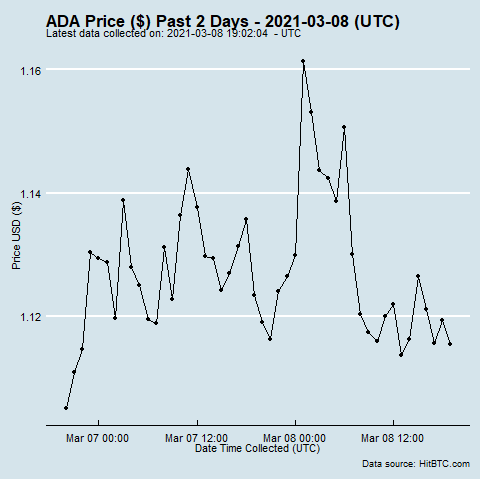 ADA Price ($) Past 2 Days - 2021-03-08 (UTC)
Latest data collected on: 2021-03-08 19:02:04 - UTC
1.16
1.14
1.12
Price USD ($)
Mar 07 00:00
Mar 07 12:00
Mar 08 00:00
Mar 08 12:00
Date Time Collected (UTC)
Data source: HitBTC.com